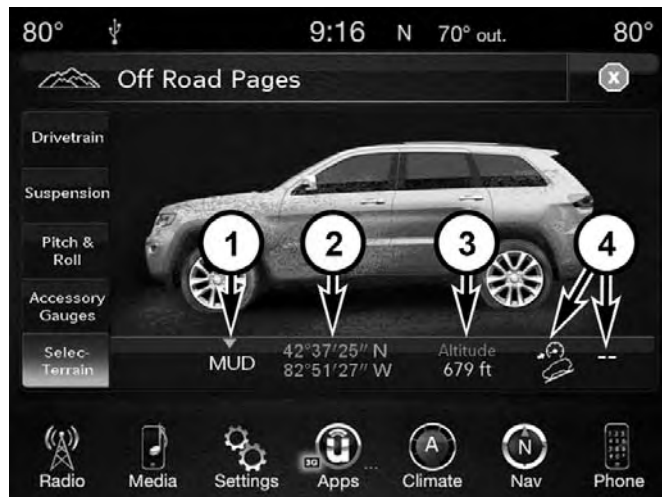 80° 9:16 N 70° out. 80°
Off Road Pages
X
Drivetrain
Suspension
Pitch &
Roll
Accessory
Gauges
Selec-
Terrain
1 2 3 4
MUD
42°37'25" N
82°51'27" W
Altitude
679 ft
--
3G
A
N
Radio Media Settings Apps ... Climate Nav Phone